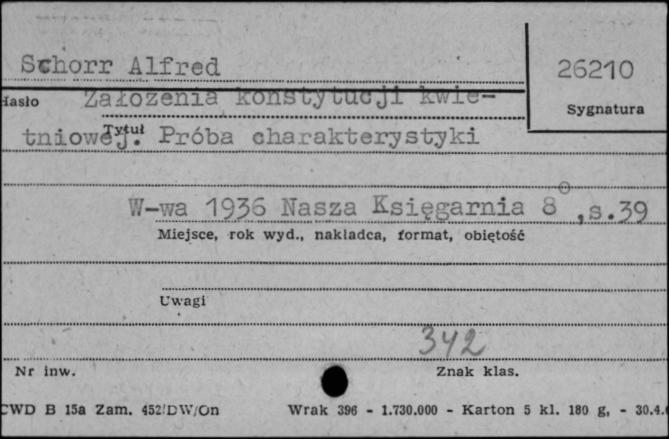 Schorr Alfred
26210
Hasło Założenia konstytucji kwie-
Sygnatura
tniowej. Tytuł Próba charakterystyki
W-wa 1936 Nasza Księgarnia 8°, s.39
Miejsce, rok wyd., nakładca, format, objętość
Uwagi
342
Nr inw. Znak klas.
CWD B 15a Zam. 452/DW/On Wrak 396 - 1.730.000 - Karton 5 kl. 180 g, - 30.4.